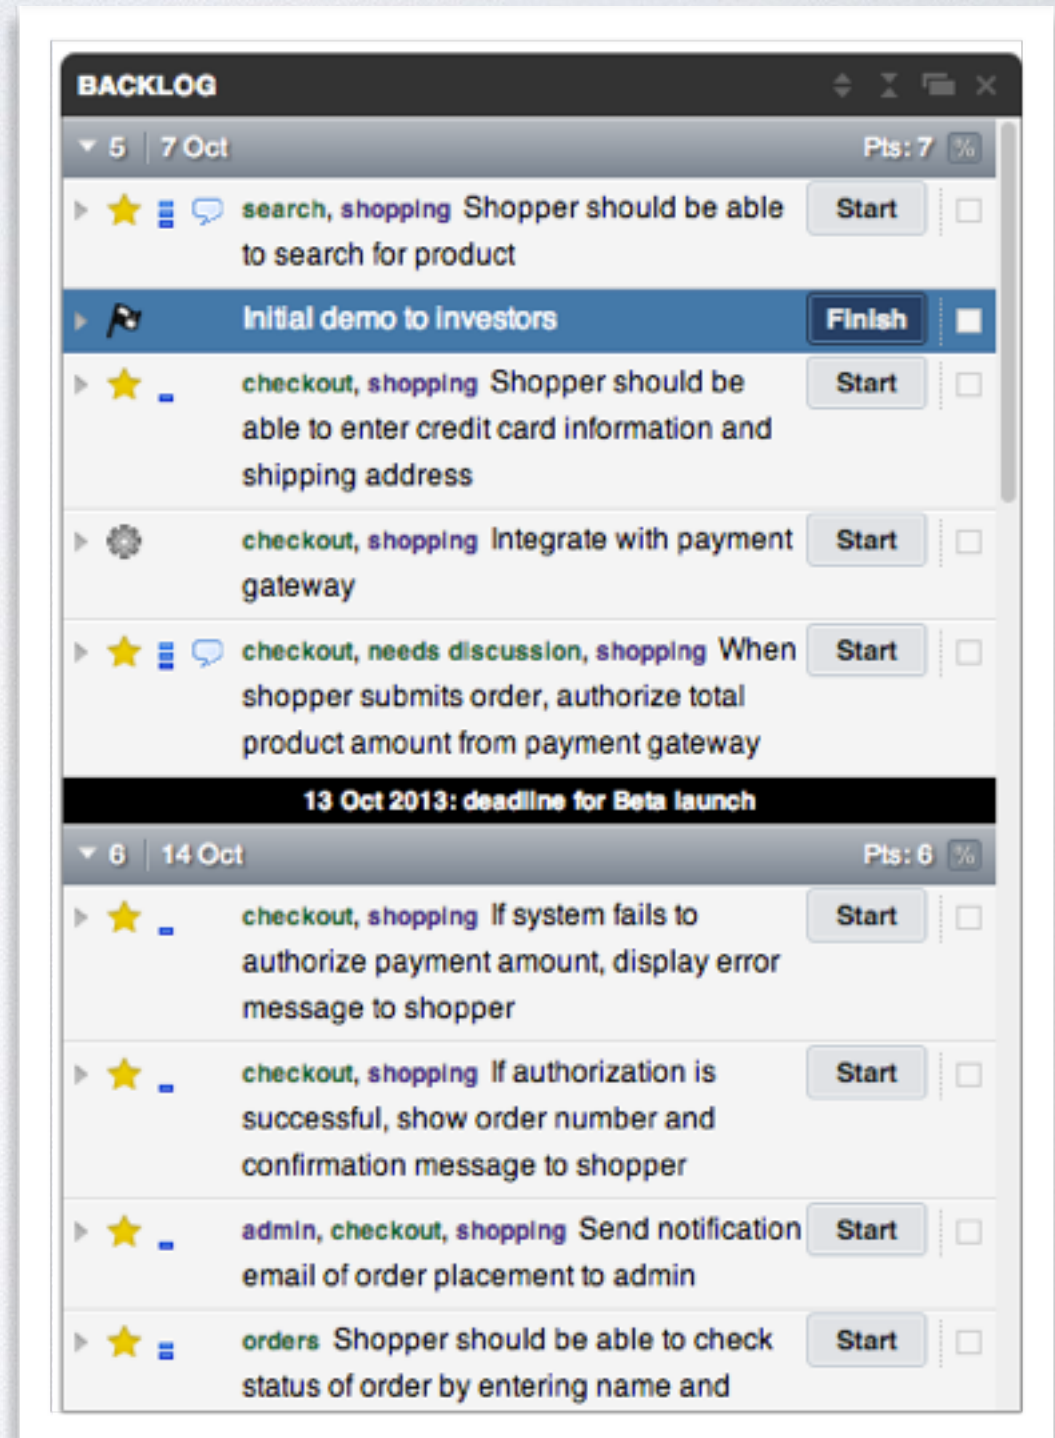 BACKLOG
5 7 Oct Pts: 7 %
search, shopping Shopper should be able Start
to search for product
Initial demo to investors Finish
checkout, shopping Shopper should be Start
able to enter credit card information and
shipping address
checkout, shopping Integrate with payment Start
gateway
checkout, needs discussion, shopping When Start
shopper submits order, authorize total
product amount from payment gateway
13 Oct 2013: deadline for Beta launch
6 14 Oct Pts: 6 %
checkout, shopping If system fails to Start
authorize payment amount, display error
message to shopper
checkout, shopping If authorization is Start
successful, show order number and
confirmation message to shopper
admin, checkout, shopping Send notification Start
email of order placement to admin
orders Shopper should be able to check Start
status of order by entering name and